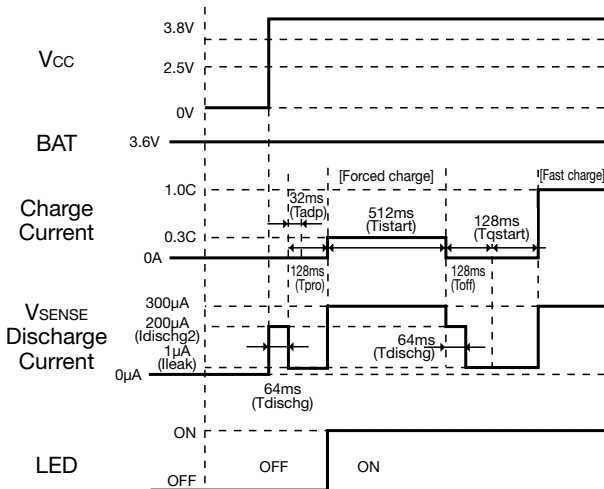 3.8V
VCC
2.5V
0V
BAT
3.6V
[Forced charge]
[Fast charge]
1.0C
32ms
(Tadp)
Charge
Current
512ms
(Tistart)
128ms
(Tqstart)
0.3C
0A
128ms
(Tpro)
128ms
(Toff)
VSENSE
Discharge
Current
300µA
200µA
(Idischg2)
1µA
(Ileak)
0µA
64ms
(Tdischg)
64ms
(Tdischg)
LED
ON
OFF
OFF
ON